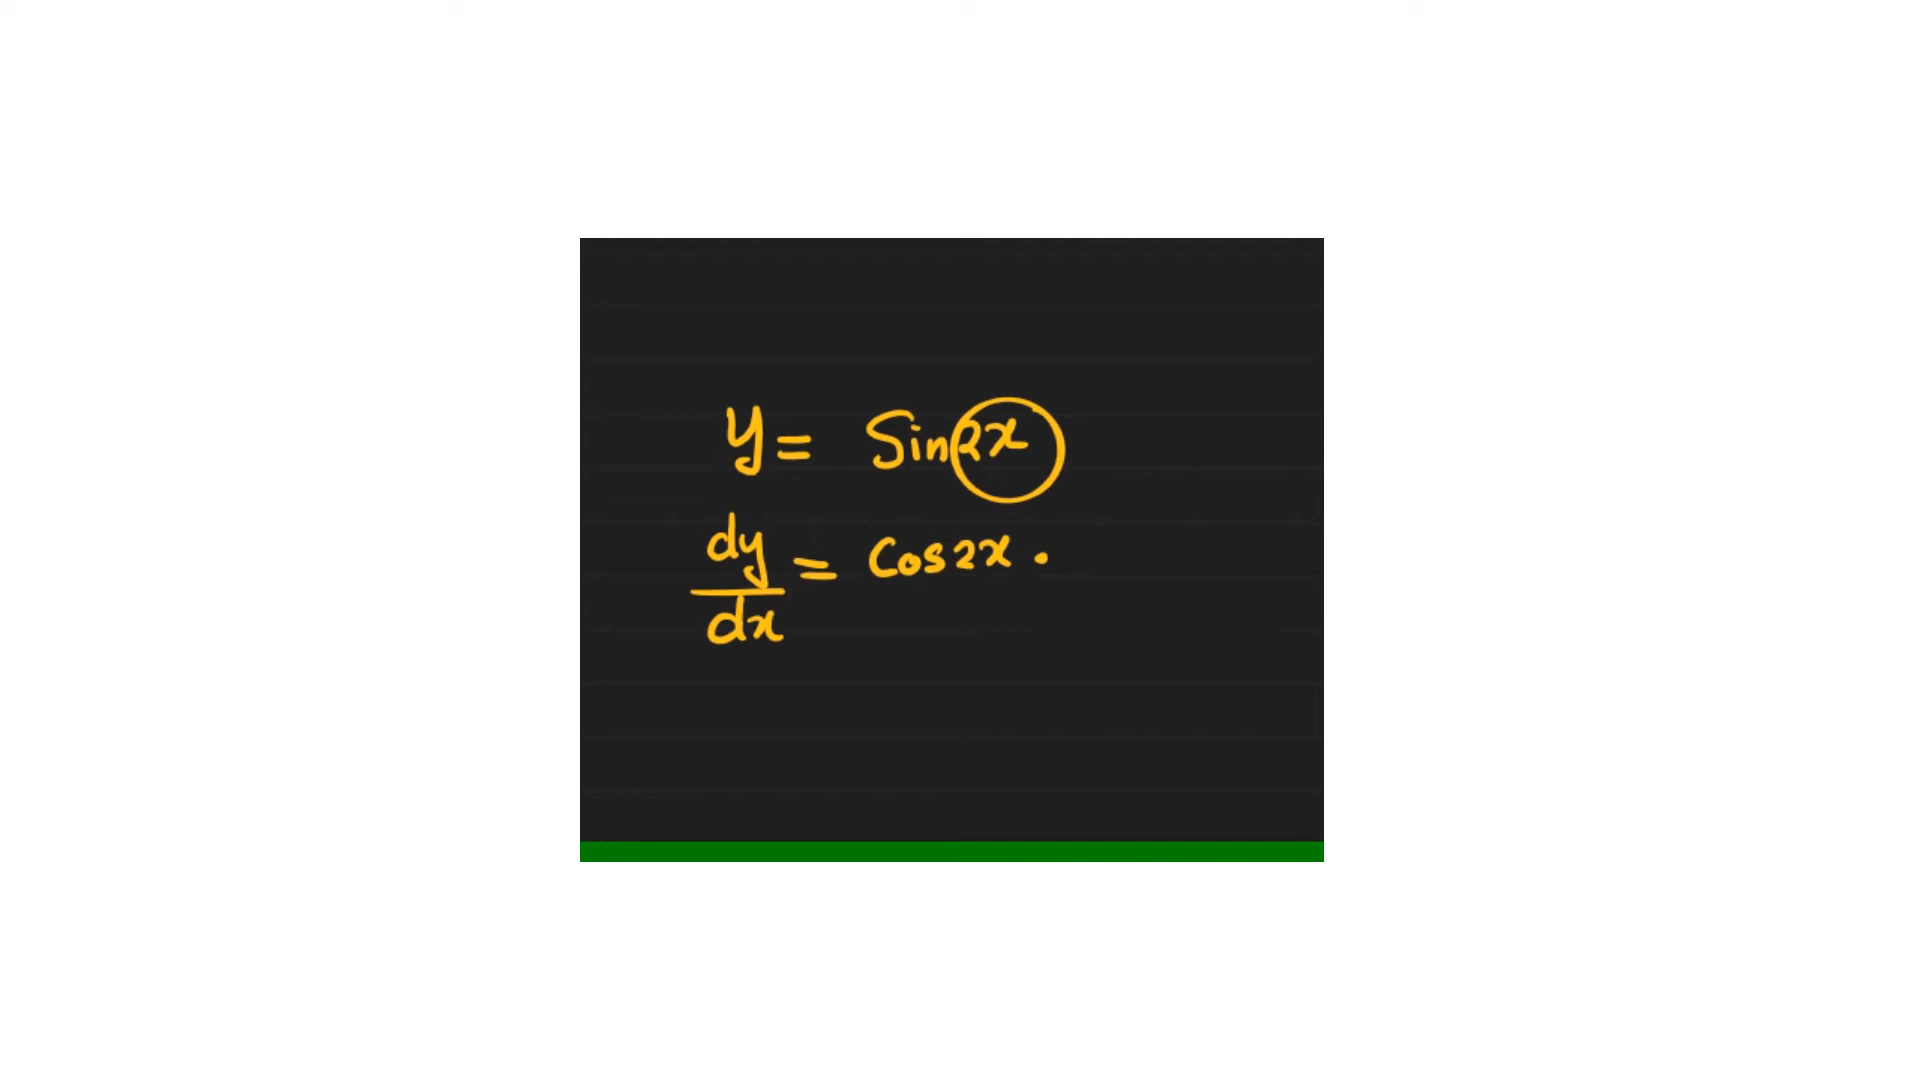 y = Sin2x
dy/dx = Cos2x ·